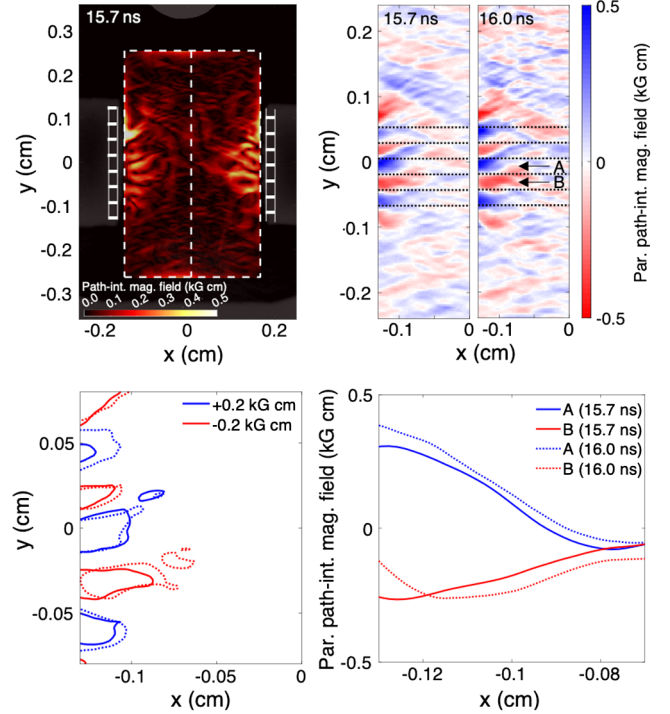 15.7 ns
0.3
0.2
0.1
0
-0.1
-0.2
-0.3
y (cm)
Path-int. mag. field (kG cm)
0.0
0.1
0.2
0.3
0.4
0.5
-0.2
0
0.2
x (cm)
15.7 ns
16.0 ns
0.2
0.1
0
-0.1
-0.2
y (cm)
A
B
-0.1
0
-0.1
0
x (cm)
x (cm)
0.5
0
-0.5
Par. path-int. mag. field (kG cm)
+0.2 kG cm
-0.2 kG cm
0.05
0
-0.05
y (cm)
-0.1
-0.05
0
x (cm)
A (15.7 ns)
B (15.7 ns)
A (16.0 ns)
B (16.0 ns)
0.5
0
-0.5
Par. path-int. mag. field (kG cm)
-0.12
-0.1
-0.08
x (cm)